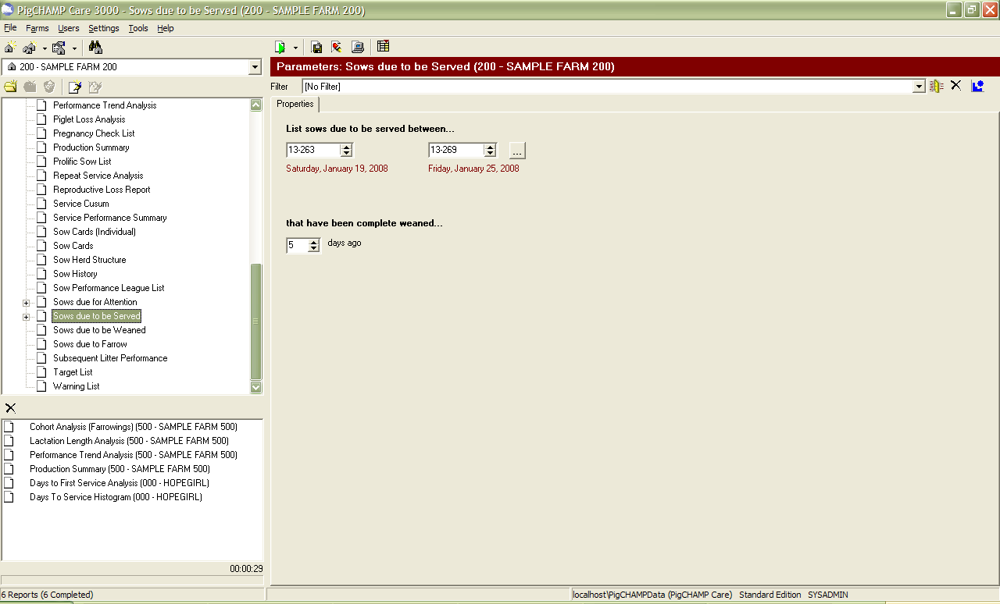 PigCHAMP Care 3000 - Sows due to be Served (200 - SAMPLE FARM 200)
File Farms Users Settings Tools Help
200 - SAMPLE FARM 200
Performance Trend Analysis
Piglet Loss Analysis
Pregnancy Check List
Production Summary
Prolific Sow List
Repeat Service Analysis
Reproductive Loss Report
Service Cusum
Service Performance Summary
Sow Cards (Individual)
Sow Cards
Sow Herd Structure
Sow History
Sow Performance League List
Sows due for Attention
Sows due to be Served
Sows due to be Weaned
Sows due to Farrow
Subsequent Litter Performance
Target List
Warning List
Cohort Analysis (Farrowings) (500 - SAMPLE FARM 500)
Lactation Length Analysis (500 - SAMPLE FARM 500)
Performance Trend Analysis (500 - SAMPLE FARM 500)
Production Summary (500 - SAMPLE FARM 500)
Days to First Service Analysis (000 - HOPEGIRL)
Days To Service Histogram (000 - HOPEGIRL)
00:00:29
Parameters: Sows due to be Served (200 - SAMPLE FARM 200)
Filter [No Filter]
Properties
List sows due to be served between...
13-263 13-269 ...
Saturday, January 19, 2008 Friday, January 25, 2008
that have been complete weaned...
5 days ago
6 Reports (6 Completed) localhost\PigCHAMPData (PigCHAMP Care) Standard Edition SYSADMIN